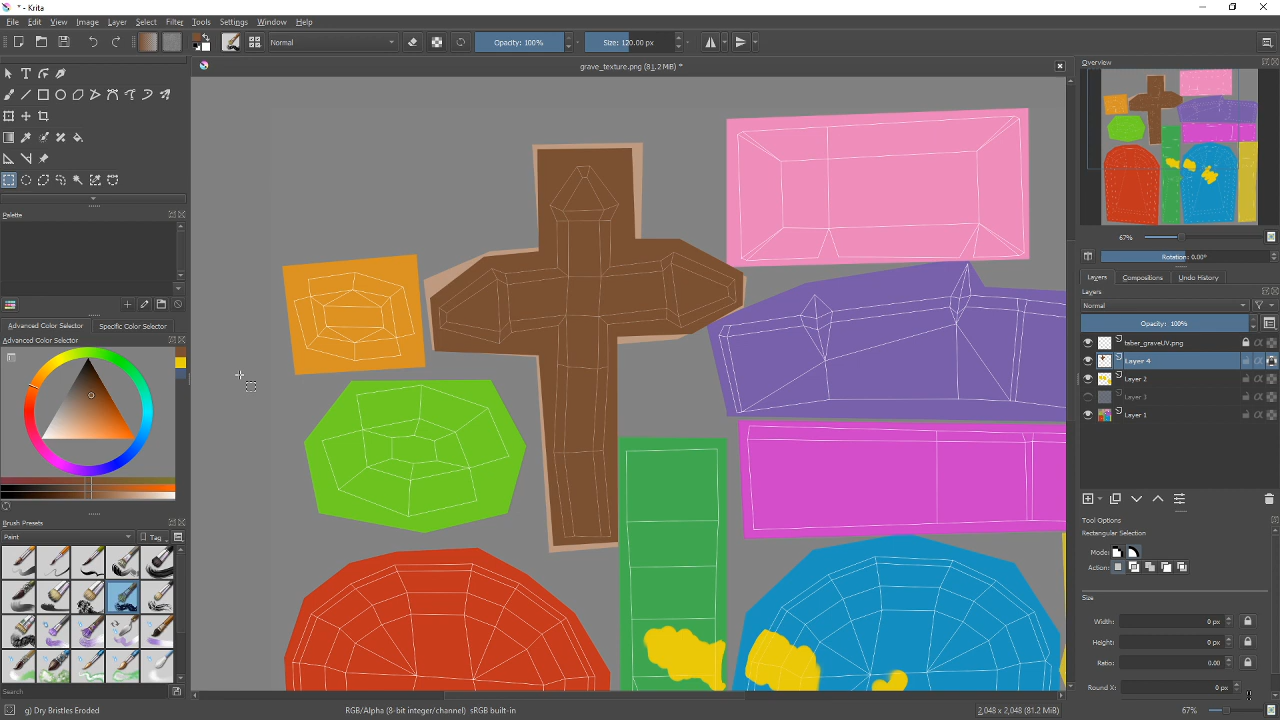 * - Krita
File Edit View Image Layer Select Filter Tools Settings Window Help
Normal Opacity: 100% Size: 120.00 px
grave_texture.png (81.2 MiB) *
Overview
67%
Rotation: 0.00°
Layers Compositions Undo History
Layers
Normal
Opacity: 100%
taber_graveUV.png
Layer 4
Layer 2
Layer 3
Layer 1
Palette
Advanced Color Selector Specific Color Selector
Advanced Color Selector
Brush Presets
Paint Tag
Search
Tool Options
Rectangular Selection
Mode:
Action:
Size
Width: 0 px
Height: 0 px
Ratio: 0.00
Round X: 0 px
g) Dry Bristles Eroded RGB/Alpha (8-bit integer/channel) sRGB built-in 2,048 x 2,048 (81.2 MiB) 67%